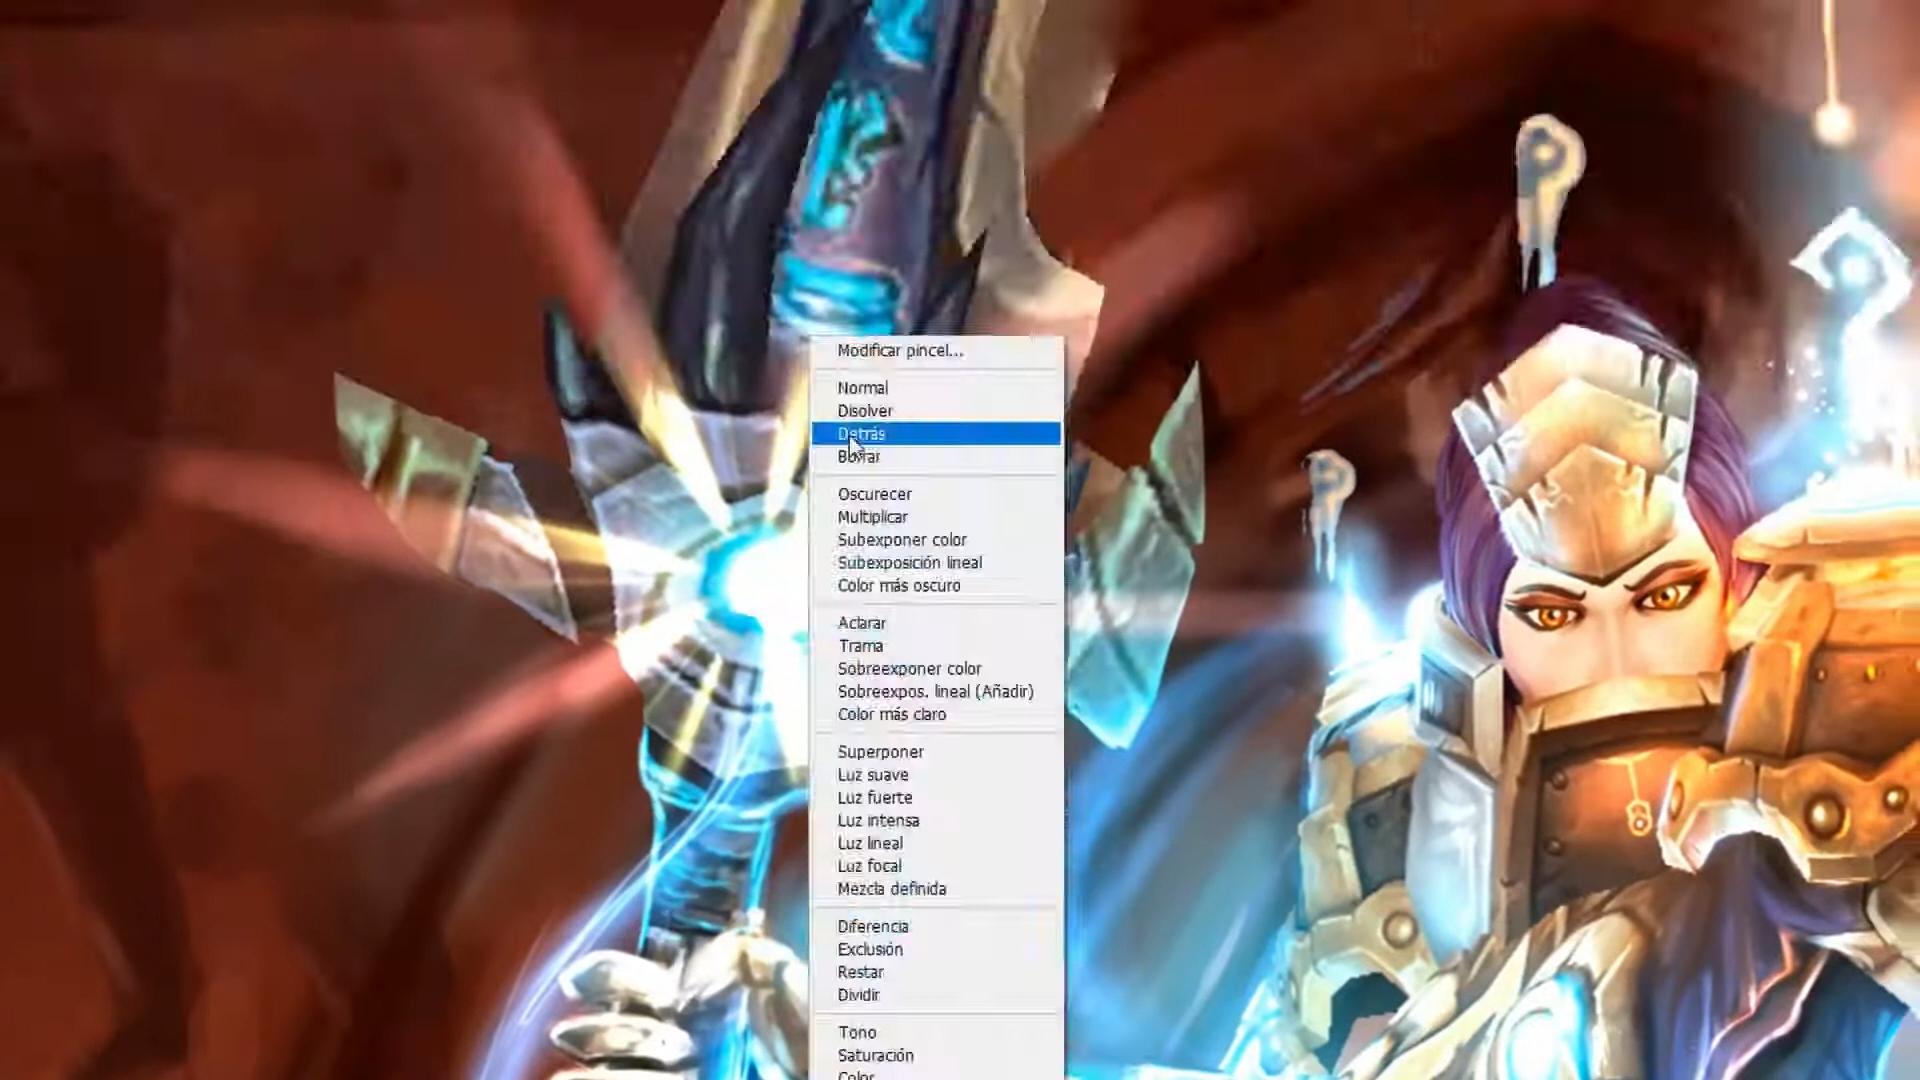 Modificar pincel...
Normal
Disolver
Detrás
Borrar
Oscurecer
Multiplicar
Subexponer color
Subexposición lineal
Color más oscuro
Aclarar
Trama
Sobreexponer color
Sobreexpos. lineal (Añadir)
Color más claro
Superponer
Luz suave
Luz fuerte
Luz intensa
Luz lineal
Luz focal
Mezcla definida
Diferencia
Exclusión
Restar
Dividir
Tono
Saturación
Color